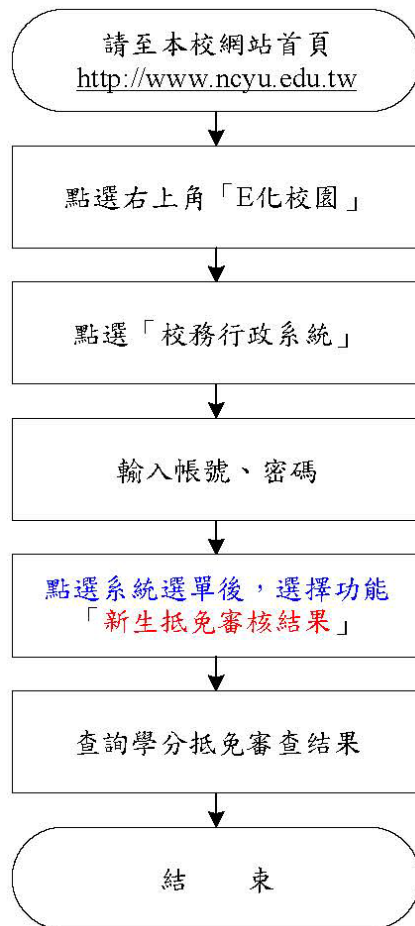 請至本校網站首頁
http://www.ncyu.edu.tw
點選右上角「E化校園」
點選「校務行政系統」
輸入帳號、密碼
點選系統選單後，選擇功能
「新生抵免審核結果」
查詢學分抵免審查结果
結　　束